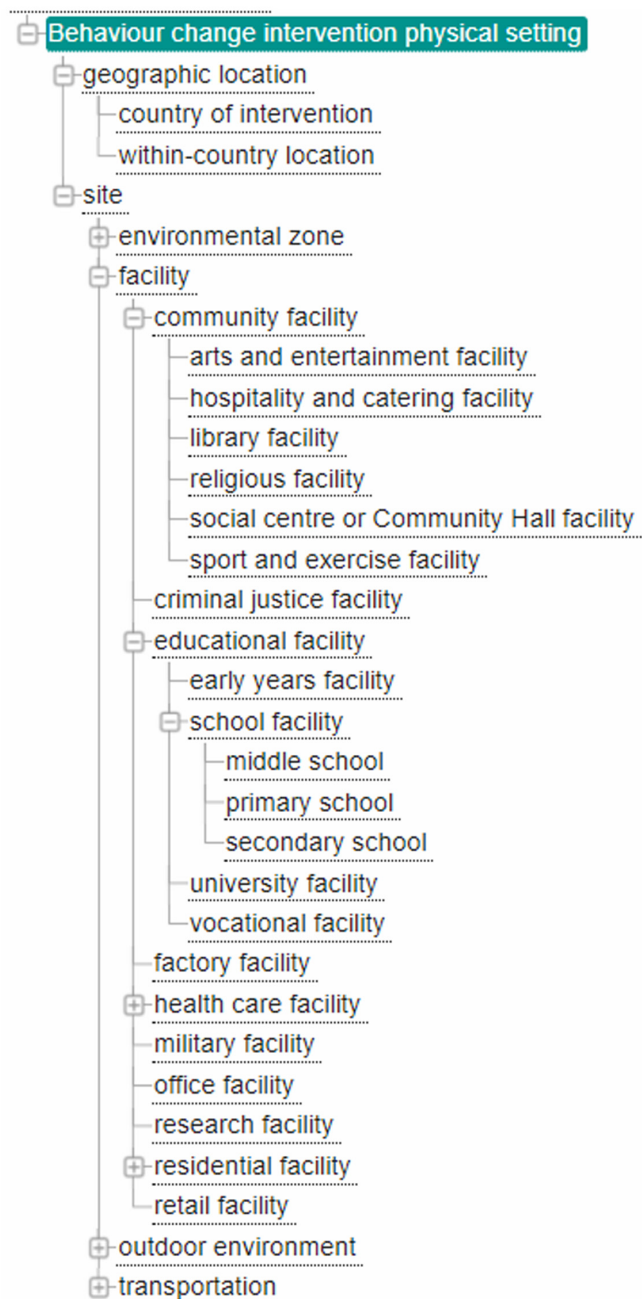 Behaviour change intervention physical setting
geographic location
country of intervention
within-country location
site
environmental zone
facility
community facility
arts and entertainment facility
hospitality and catering facility
library facility
religious facility
social centre or Community Hall facility
sport and exercise facility
criminal justice facility
educational facility
early years facility
school facility
middle school
primary school
secondary school
university facility
vocational facility
factory facility
health care facility
military facility
office facility
research facility
residential facility
retail facility
outdoor environment
transportation